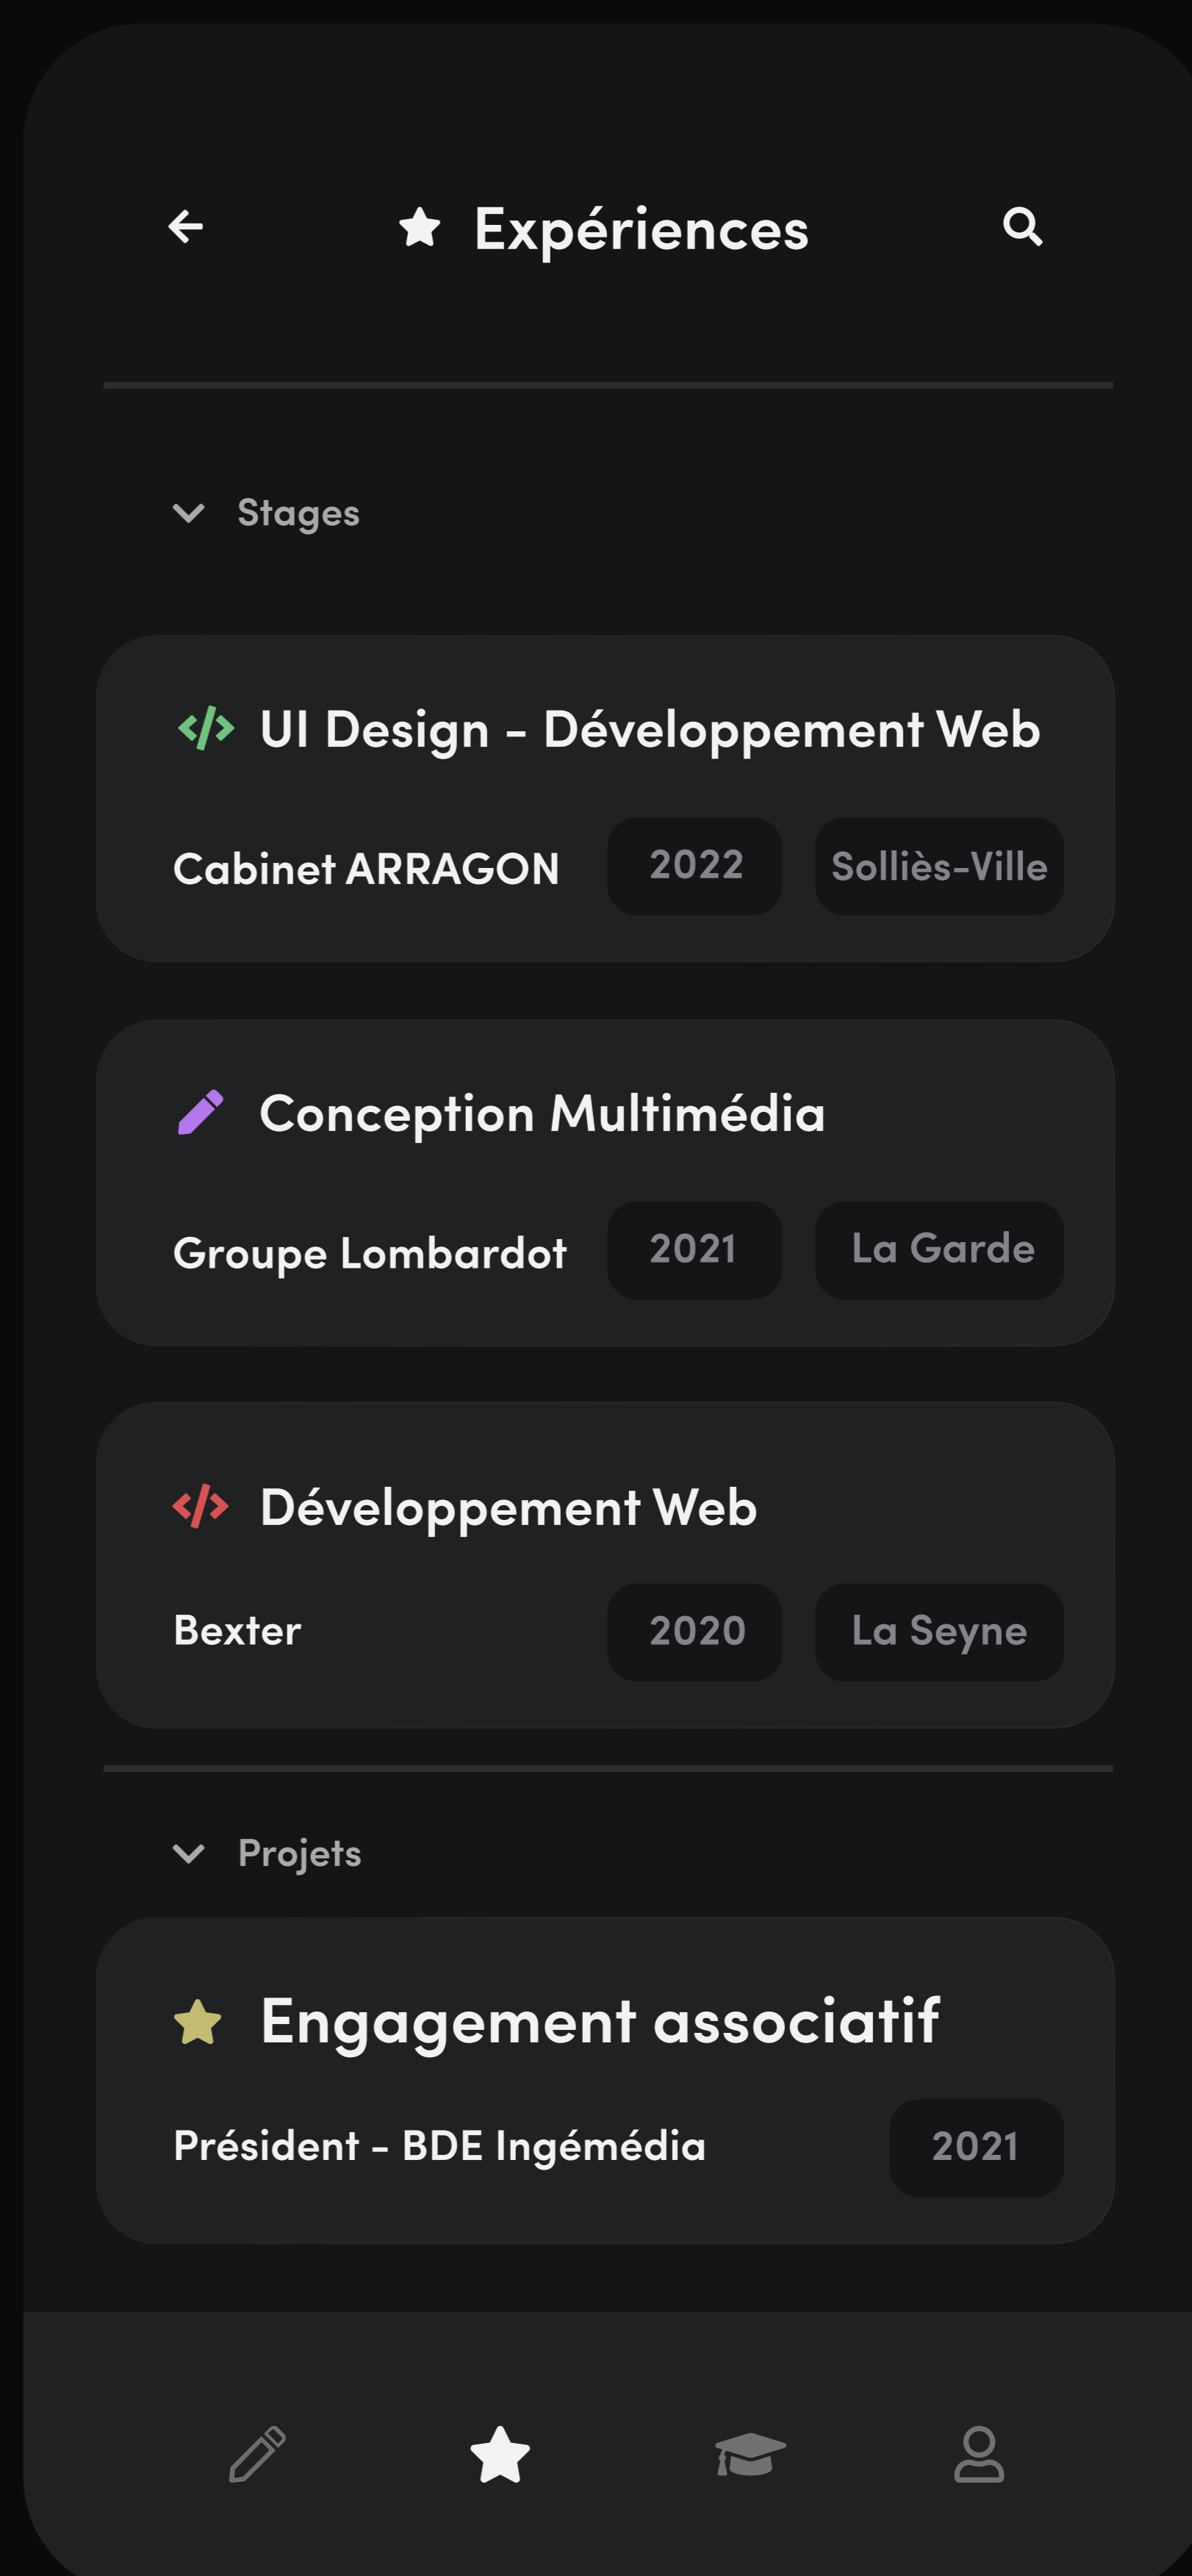 Expériences
Stages
UI Design - Développement Web
Cabinet ARRAGON 2022 Solliès-Ville
Conception Multimédia
Groupe Lombardot 2021 La Garde
Développement Web
Bexter 2020 La Seyne
Projets
Engagement associatif
Président - BDE Ingémédia 2021